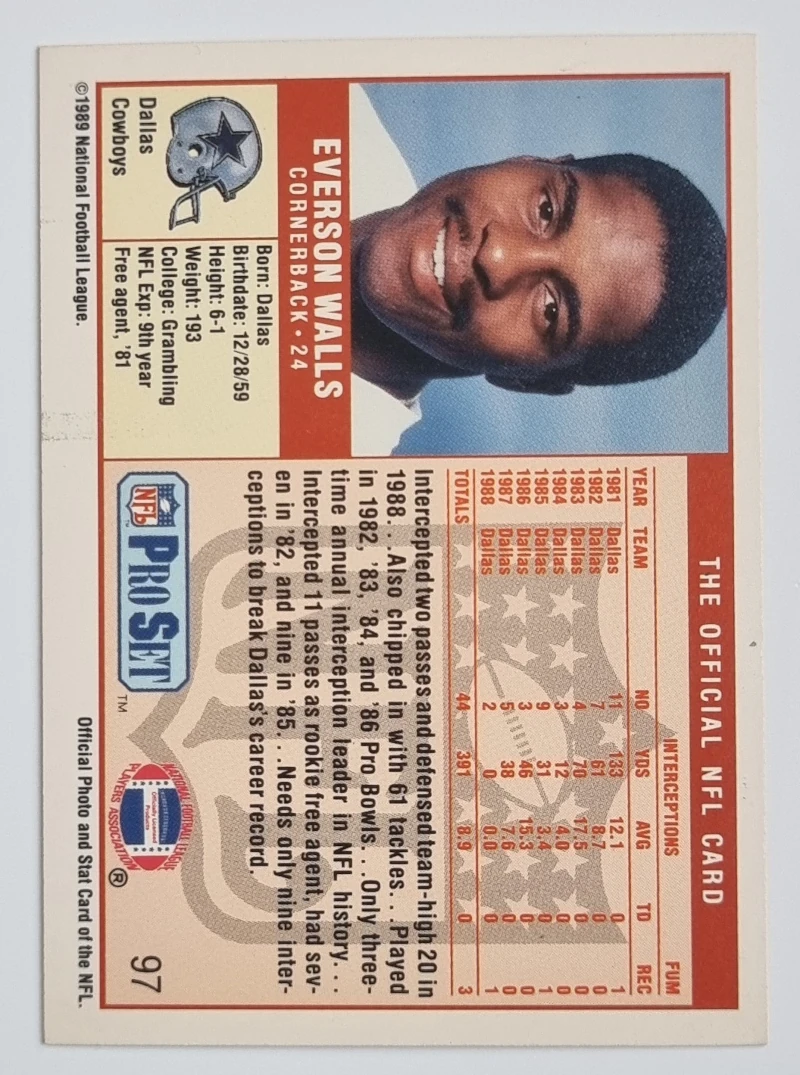 THE OFFICIAL NFL CARD
INTERCEPTIONS FUM
YEAR TEAM NO YDS AVG TD REC
1981 Dallas 11 133 12.1 0 1
1982 Dallas 7 61 8.7 0 0
1983 Dallas 4 70 17.5 0 0
1984 Dallas 3 12 4.0 0 0
1985 Dallas 9 31 3.4 0 1
1986 Dallas 3 46 15.3 0 0
1987 Dallas 5 38 7.6 0 0
1988 Dallas 2 0 0.0 0 1
TOTALS 44 391 8.9 0 3
Intercepted two passes and defensed team-high 20 in
1988...Also chipped in with 61 tackles...Played
in 1982, '83, '84, and '86 Pro Bowls...Only three-
time annual interception leader in NFL history...
Intercepted 11 passes as rookie free agent, had sev-
en in '82, and nine in '85...Needs only nine inter-
ceptions to break Dallas's career record.
EVERSON WALLS
CORNERBACK • 24
Dallas
Cowboys
Born: Dallas
Birthdate: 12/28/59
Height: 6-1
Weight: 193
College: Grambling
NFL Exp: 9th year
Free agent, '81
NFL PRO SET TM
NATIONAL FOOTBALL LEAGUE
Officially Licensed
Products
PLAYERS ASSOCIATION
®
97
©1989 National Football League.
Official Photo and Stat Card of the NFL.